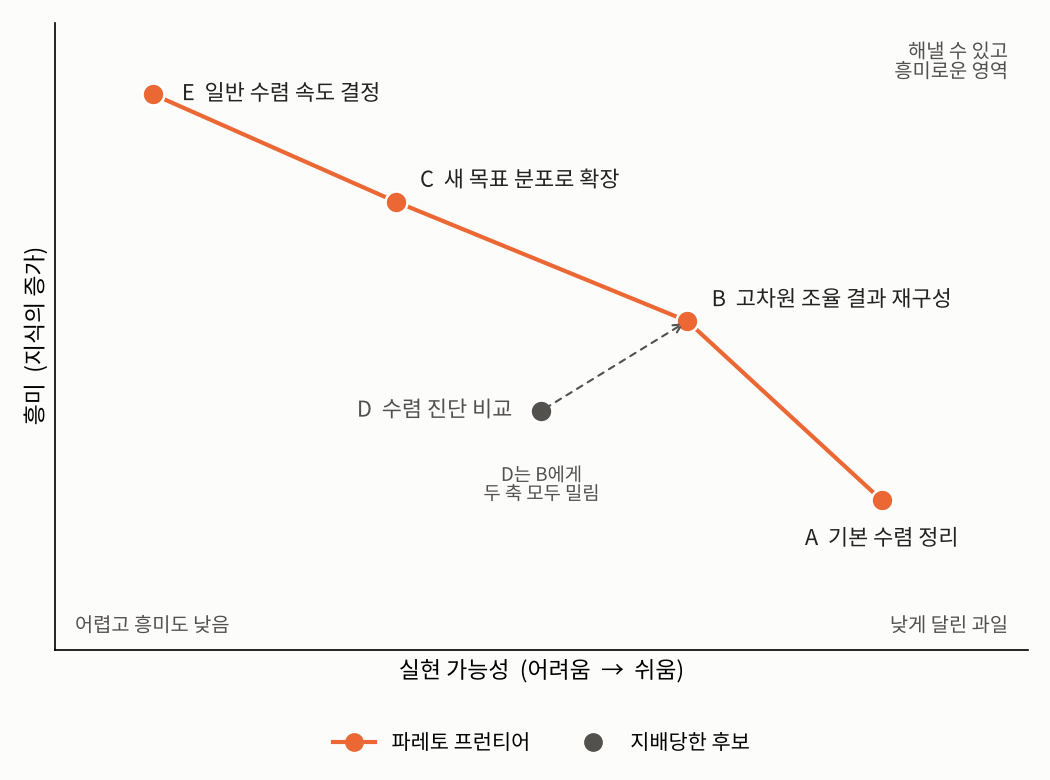 해낼 수 있고
흥미로운 영역
E 일반 수렴 속도 결정
C 새 목표 분포로 확장
B 고차원 조율 결과 재구성
D 수렴 진단 비교
D는 B에게
두 축 모두 밀림
A 기본 수렴 정리
어렵고 흥미도 낮음
낮게 달린 과일
흥미 (지식의 증가)
실현 가능성 (어려움 → 쉬움)
파레토 프런티어
지배당한 후보